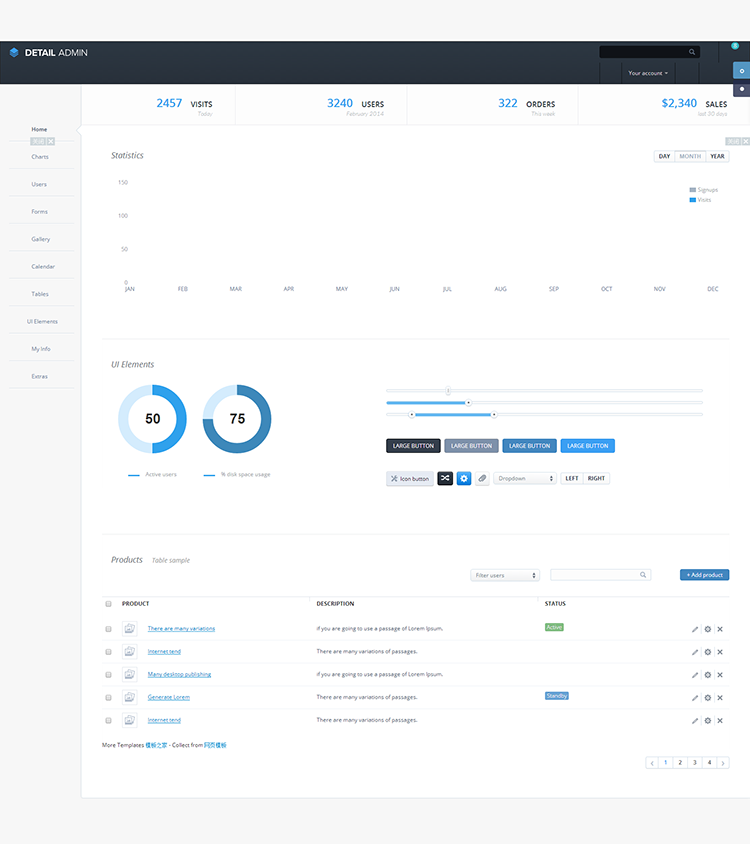 DETAIL ADMIN
8
Your account
2457 VISITS
Today
3240 USERS
February 2014
322 ORDERS
This week
$2,340 SALES
last 30 days
Home
Charts
Users
Forms
Gallery
Calendar
Tables
UI Elements
My Info
Extras
Statistics
DAY MONTH YEAR
150
100
50
0
Signups
Visits
JAN FEB MAR APR MAY JUN JUL AUG SEP OCT NOV DEC
UI Elements
50 75
Active users % disk space usage
LARGE BUTTON LARGE BUTTON LARGE BUTTON LARGE BUTTON
Icon button Dropdown LEFT RIGHT
Products Table sample
Filter users + Add product
PRODUCT DESCRIPTION STATUS
There are many variations if you are going to use a passage of Lorem Ipsum. Active
Internet tend There are many variations of passages.
Many desktop publishing if you are going to use a passage of Lorem Ipsum.
Generate Lorem There are many variations of passages. Standby
Internet tend There are many variations of passages.
More Templates 模板之家 - Collect from 网页模板
‹ 1 2 3 4 ›